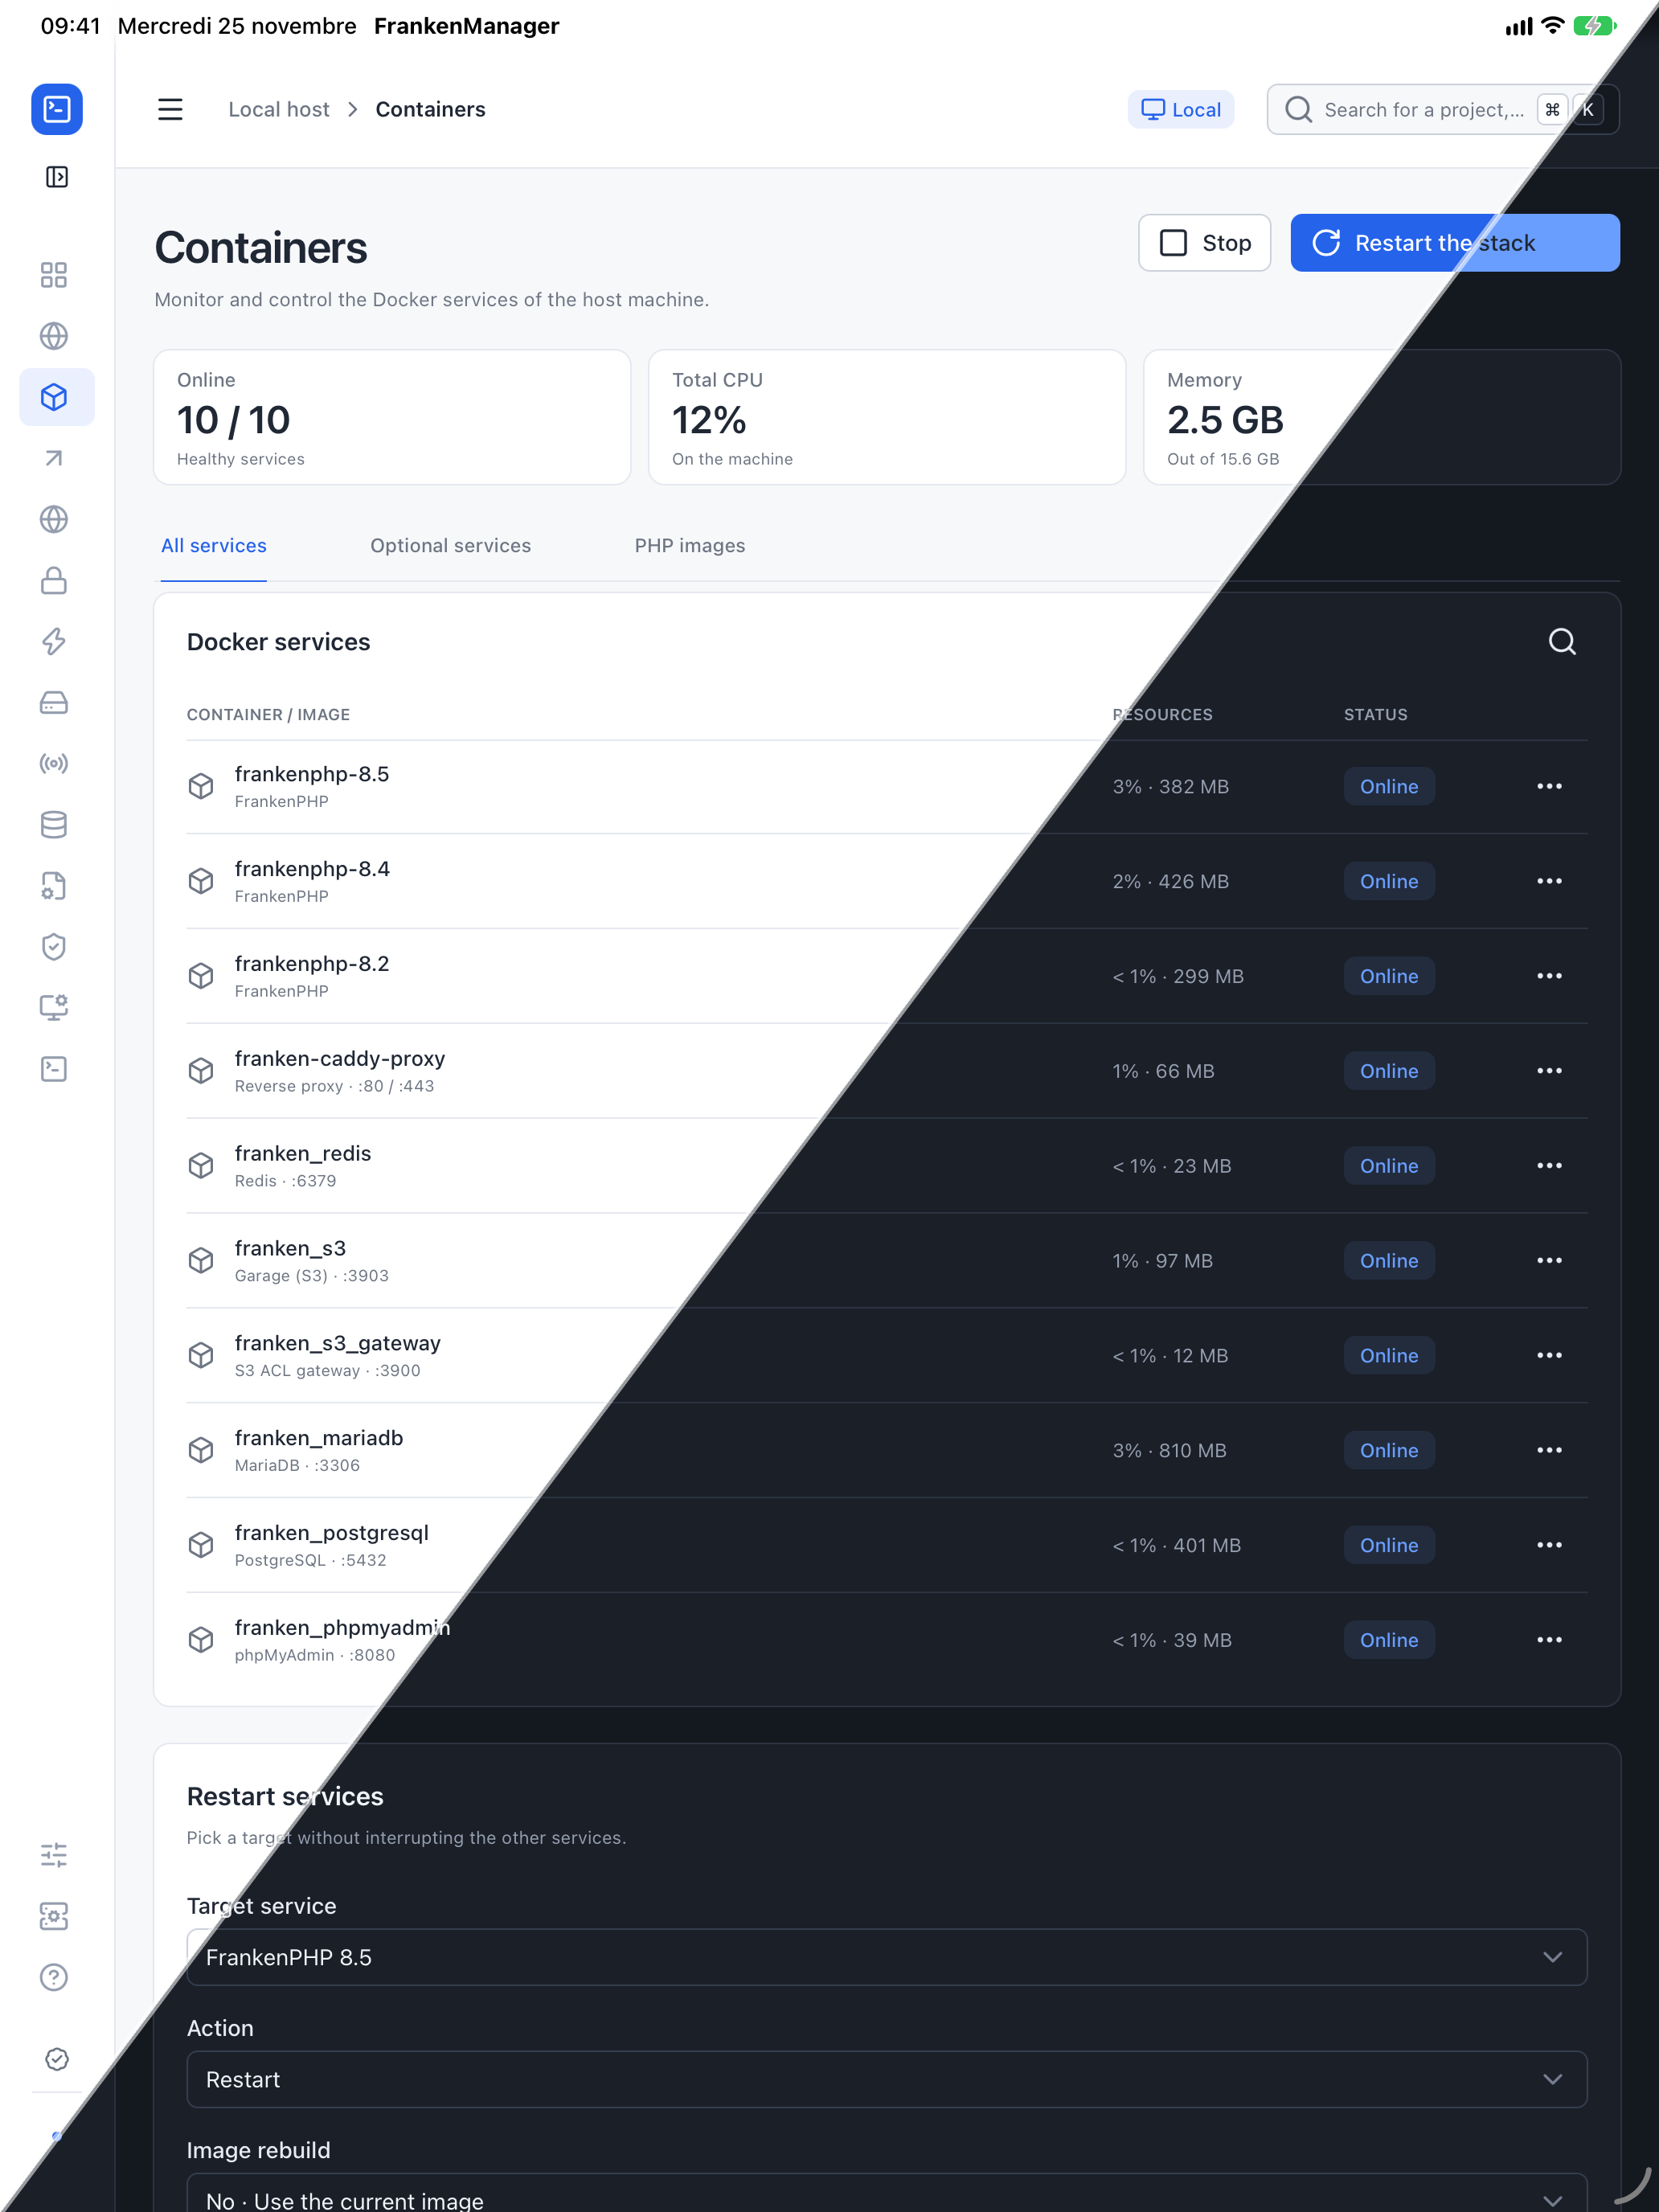 09:41 Mercredi 25 novembre FrankenManager
Local host > Containers
Local
Search for a project,... ⌘ K
Containers
Stop
Restart the stack
Monitor and control the Docker services of the host machine.
Online
10 / 10
Healthy services
Total CPU
12%
On the machine
Memory
2.5 GB
Out of 15.6 GB
All services
Optional services
PHP images
Docker services
CONTAINER / IMAGE
RESOURCES
STATUS
frankenphp-8.5
FrankenPHP
3% · 382 MB
Online
frankenphp-8.4
FrankenPHP
2% · 426 MB
Online
frankenphp-8.2
FrankenPHP
< 1% · 299 MB
Online
franken-caddy-proxy
Reverse proxy · :80 / :443
1% · 66 MB
Online
franken_redis
Redis · :6379
< 1% · 23 MB
Online
franken_s3
Garage (S3) · :3903
1% · 97 MB
Online
franken_s3_gateway
S3 ACL gateway · :3900
< 1% · 12 MB
Online
franken_mariadb
MariaDB · :3306
3% · 810 MB
Online
franken_postgresql
PostgreSQL · :5432
< 1% · 401 MB
Online
franken_phpmyadmin
phpMyAdmin · :8080
< 1% · 39 MB
Online
Restart services
Pick a target without interrupting the other services.
Target service
FrankenPHP 8.5
Action
Restart
Image rebuild
No · Use the current image